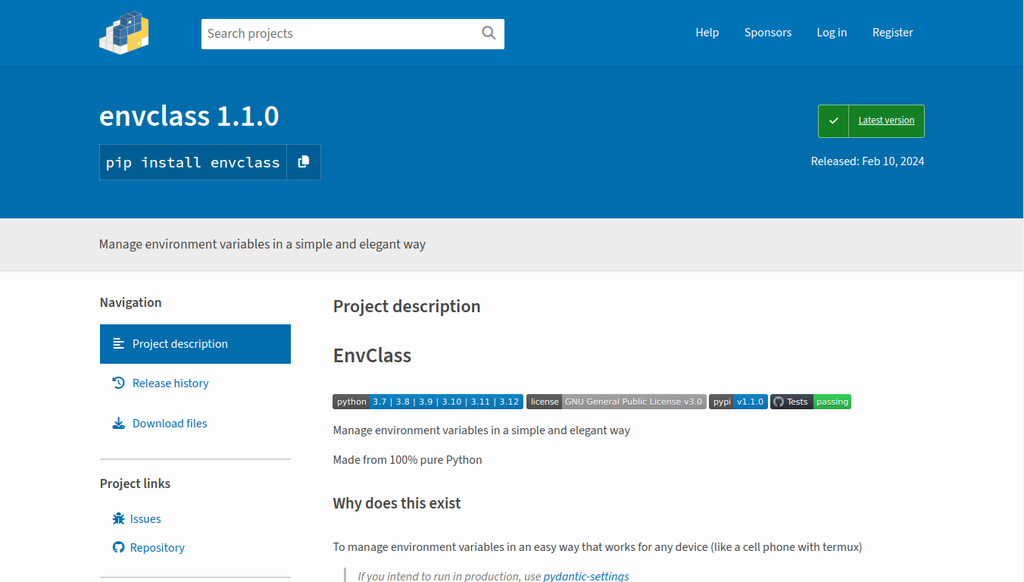 Search projects
Help Sponsors Log in Register
envclass 1.1.0
pip install envclass
Latest version
Released: Feb 10, 2024
Manage environment variables in a simple and elegant way
Navigation
Project description
Release history
Download files
Project links
Issues
Repository
Project description
EnvClass
python 3.7 | 3.8 | 3.9 | 3.10 | 3.11 | 3.12 license GNU General Public License v3.0 pypi v1.1.0 Tests passing
Manage environment variables in a simple and elegant way
Made from 100% pure Python
Why does this exist
To manage environment variables in an easy way that works for any device (like a cell phone with termux)
If you intend to run in production, use pydantic-settings